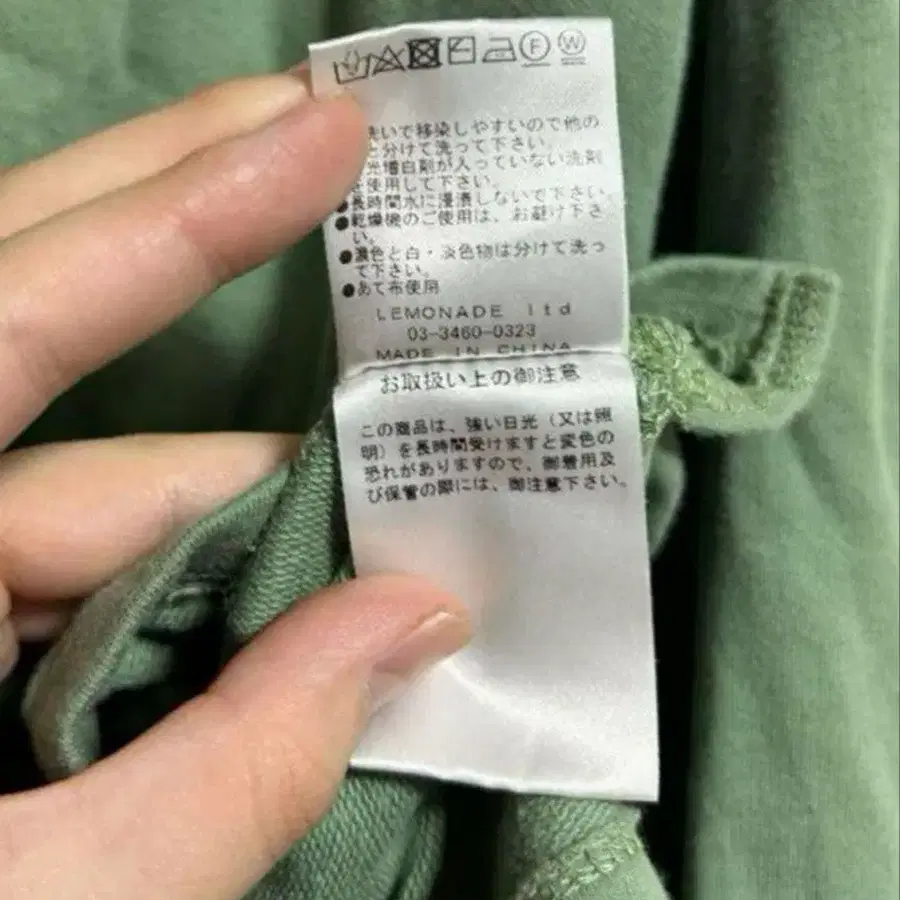 F W
洗いで移染しやすいので他の
と分けて洗って下さい。
光増白剤が入っていない洗剤
を使用して下さい。
●長時間水に浸漬しないで下さい。
●乾燥機のご使用は、お避け下さ
い。
●濃色と白・淡色物は分けて洗っ
て下さい。
●あて布使用
LEMONADE ltd
03-3460-0323
MADE IN CHINA
お取扱い上の御注意
この商品は、強い日光(又は照
明)を長時間受けますと変色の
恐れがありますので、御着用及
び保管の際には、御注意下さい。